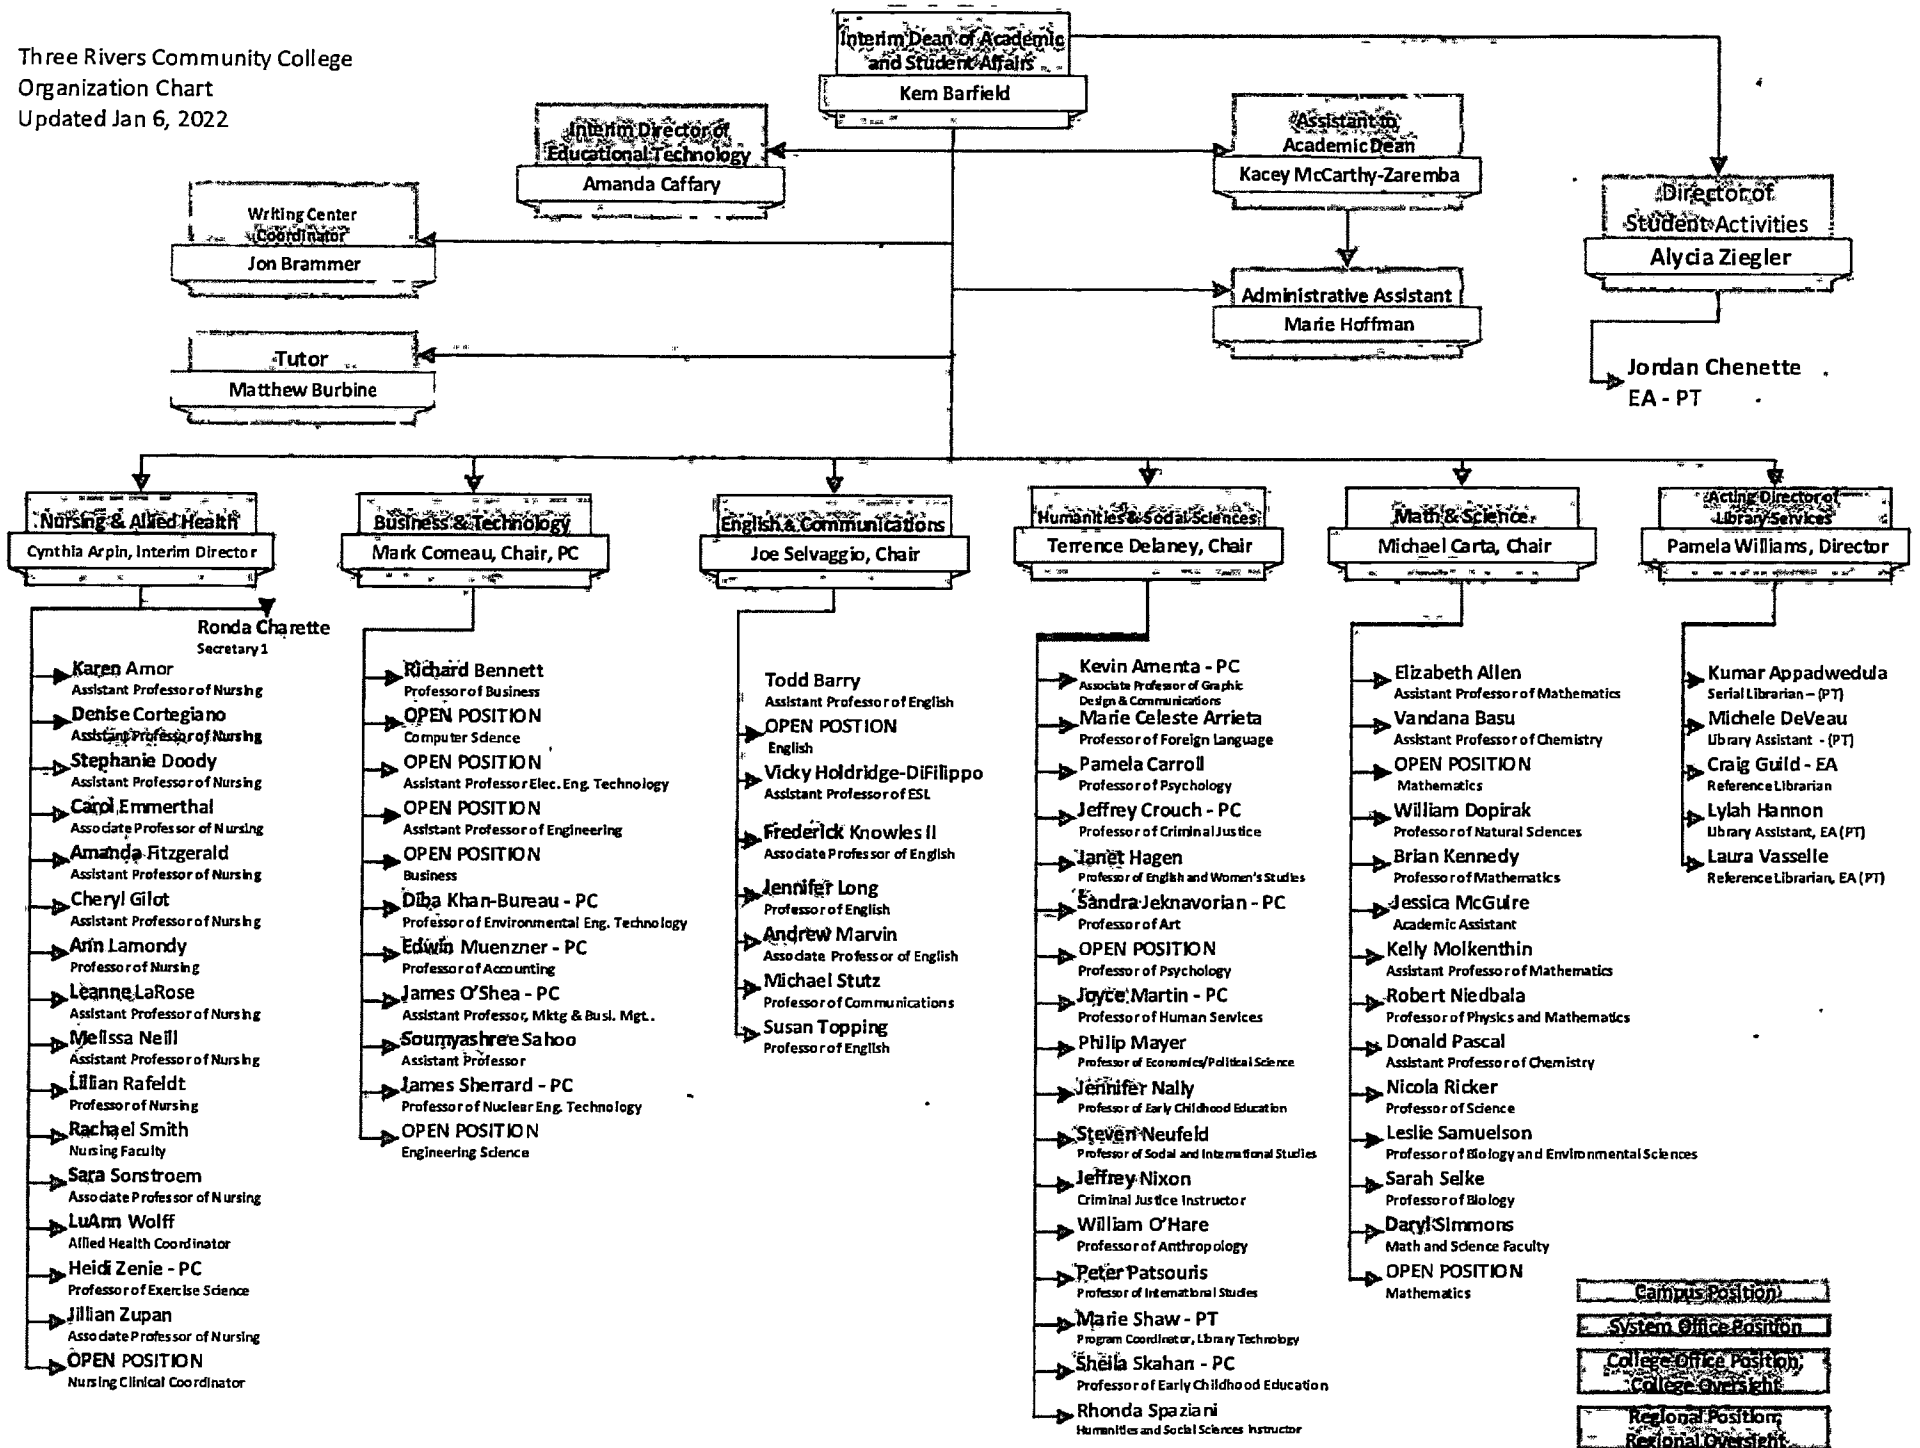 Three Rivers Community College
Organization Chart
Updated Jan 6, 2022
Interim Dean of Academic
and Student Affairs
Kem Barfield
Interim Director of
Educational Technology
Amanda Caffary
Assistant to
Academic Dean
Kacey McCarthy-Zaremba
Director of
Student Activities
Alycia Ziegler
Writing Center
Coordinator
Jon Brammer
Administrative Assistant
Marie Hoffman
Tutor
Matthew Burbine
Jordan Chenette
EA - PT
Nursing & Allied Health
Cynthia Arpin, Interim Director
Ronda Charette
Secretary 1
Karen Amor
Assistant Professor of Nursing
Denise Cortegiano
Assistant Professor of Nursing
Stephanie Doody
Assistant Professor of Nursing
Carol Emmerthal
Associate Professor of Nursing
Amanda Fitzgerald
Assistant Professor of Nursing
Cheryl Gilot
Assistant Professor of Nursing
Ann Lamondy
Professor of Nursing
Leanne LaRose
Assistant Professor of Nursing
Melissa Neill
Assistant Professor of Nursing
Lillian Rafeldt
Professor of Nursing
Rachael Smith
Nursing Faculty
Sara Sonstroem
Associate Professor of Nursing
LuAnn Wolff
Allied Health Coordinator
Heidi Zenie - PC
Professor of Exercise Science
Jillian Zupan
Associate Professor of Nursing
OPEN POSITION
Nursing Clinical Coordinator
Business & Technology
Mark Comeau, Chair, PC
Richard Bennett
Professor of Business
OPEN POSITION
Computer Science
OPEN POSITION
Assistant Professor Elec. Eng. Technology
OPEN POSITION
Assistant Professor of Engineering
OPEN POSITION
Business
Diba Khan-Bureau - PC
Professor of Environmental Eng. Technology
Edwin Muenzner - PC
Professor of Accounting
James O'Shea - PC
Assistant Professor, Mktg & Busi. Mgt..
Soumyashree Sahoo
Assistant Professor
James Sherrard - PC
Professor of Nuclear Eng. Technology
OPEN POSITION
Engineering Science
English & Communications
Joe Selvaggio, Chair
Todd Barry
Assistant Professor of English
OPEN POSTION
English
Vicky Holdridge-DiFilippo
Assistant Professor of ESL
Frederick Knowles II
Associate Professor of English
Jennifer Long
Professor of English
Andrew Marvin
Associate Professor of English
Michael Stutz
Professor of Communications
Susan Topping
Professor of English
Humanities & Social Sciences
Terrence Delaney, Chair
Kevin Amenta - PC
Associate Professor of Graphic
Design & Communications
Marie Celeste Arrieta
Professor of Foreign Language
Pamela Carroll
Professor of Psychology
Jeffrey Crouch - PC
Professor of Criminal Justice
Janet Hagen
Professor of English and Women's Studies
Sandra Jeknavorian - PC
Professor of Art
OPEN POSITION
Professor of Psychology
Joyce Martin - PC
Professor of Human Services
Philip Mayer
Professor of Economics/Political Science
Jennifer Nally
Professor of Early Childhood Education
Steven Neufeld
Professor of Social and International Studies
Jeffrey Nixon
Criminal Justice Instructor
William O'Hare
Professor of Anthropology
Peter Patsouris
Professor of International Studies
Marie Shaw - PT
Program Coordinator, Library Technology
Sheila Skahan - PC
Professor of Early Childhood Education
Rhonda Spaziani
Humanities and Social Sciences Instructor
Math & Science
Michael Carta, Chair
Elizabeth Allen
Assistant Professor of Mathematics
Vandana Basu
Assistant Professor of Chemistry
OPEN POSITION
Mathematics
William Dopirak
Professor of Natural Sciences
Brian Kennedy
Professor of Mathematics
Jessica McGuire
Academic Assistant
Kelly Molkenthin
Assistant Professor of Mathematics
Robert Niedbala
Professor of Physics and Mathematics
Donald Pascal
Assistant Professor of Chemistry
Nicola Ricker
Professor of Science
Leslie Samuelson
Professor of Biology and Environmental Sciences
Sarah Selke
Professor of Biology
Daryl Simmons
Math and Science Faculty
OPEN POSITION
Mathematics
Acting Director of
Library Services
Pamela Williams, Director
Kumar Appadwedula
Serial Librarian – (PT)
Michele DeVeau
Library Assistant - (PT)
Craig Guild - EA
Reference Librarian
Lylah Hannon
Library Assistant, EA (PT)
Laura Vasselle
Reference Librarian, EA (PT)
Campus Position
System Office Position
College Office Position,
College Oversight
Regional Position,
Regional Oversight